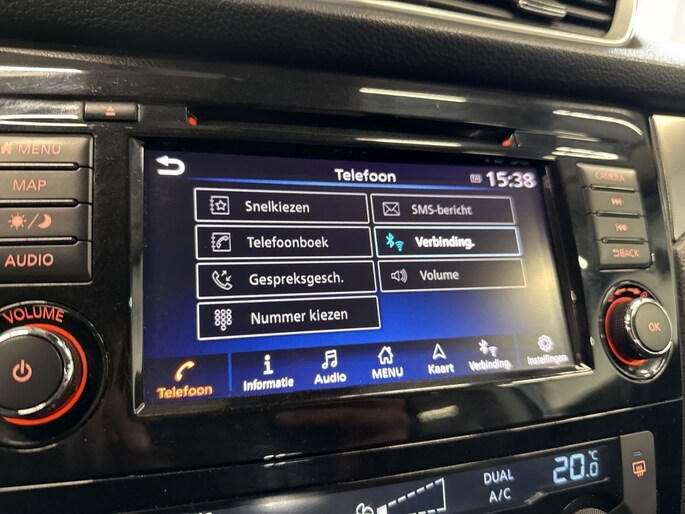 MENU
MAP
AUDIO
VOLUME
Telefoon
15:38
Snelkiezen
SMS-bericht
Telefoonboek
Verbinding.
Gespreksgesch.
Volume
Nummer kiezen
Telefoon
Informatie
Audio
MENU
Kaart
Verbinding.
Instellingen
CAMERA
BACK
OK
DUAL
A/C
20.0
°C